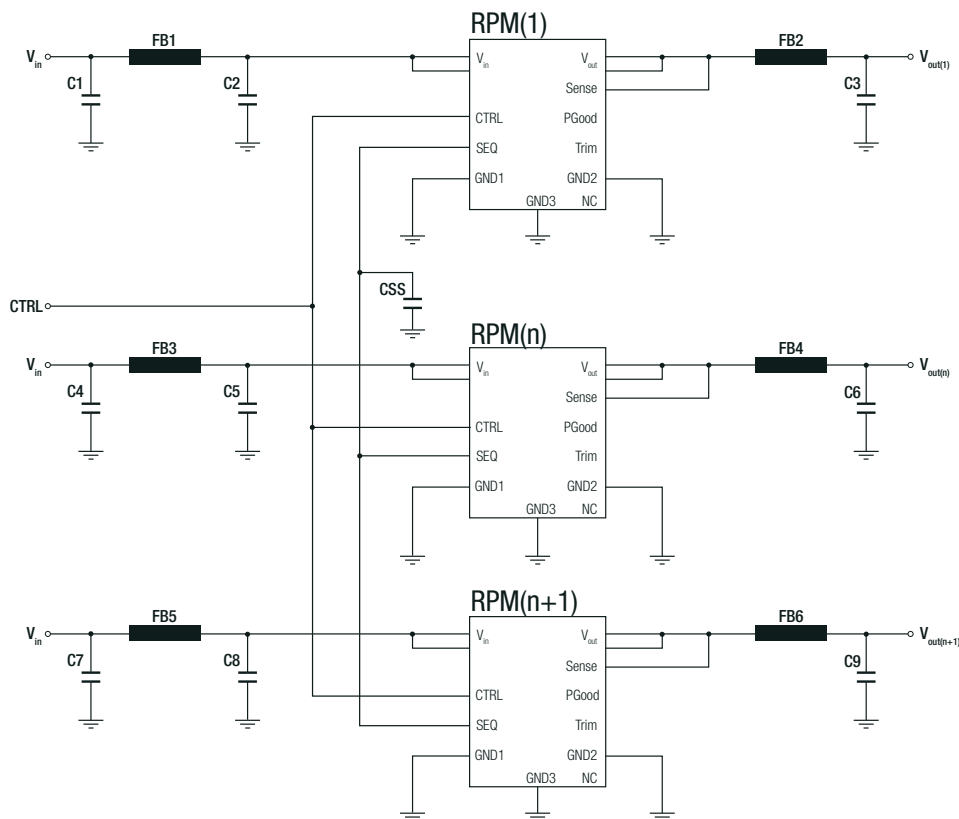 RPM(1)
V_in FB1 FB2 V_out(1)
C1 C2 C3
V_in V_out
Sense
CTRL PGood
SEQ Trim
GND1 GND2
GND3 NC
CSS
CTRL
RPM(n)
V_in FB3 FB4 V_out(n)
C4 C5 C6
V_in V_out
Sense
CTRL PGood
SEQ Trim
GND1 GND2
GND3 NC
RPM(n+1)
V_in FB5 FB6 V_out(n+1)
C7 C8 C9
V_in V_out
Sense
CTRL PGood
SEQ Trim
GND1 GND2
GND3 NC